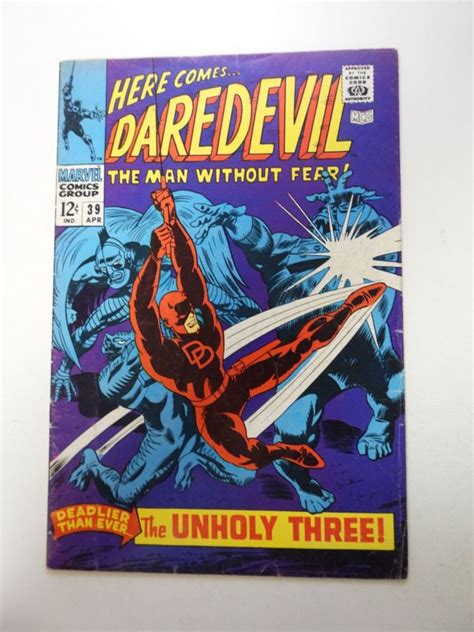 HERE COMES...
DAREDEVIL
THE MAN WITHOUT FEAR!
APPROVED
BY THE
COMICS
CODE
AUTHORITY
MCG
MARVEL
COMICS
GROUP
12¢
IND.
39
APR
DD
DEADLIER
THAN EVER
The UNHOLY THREE!